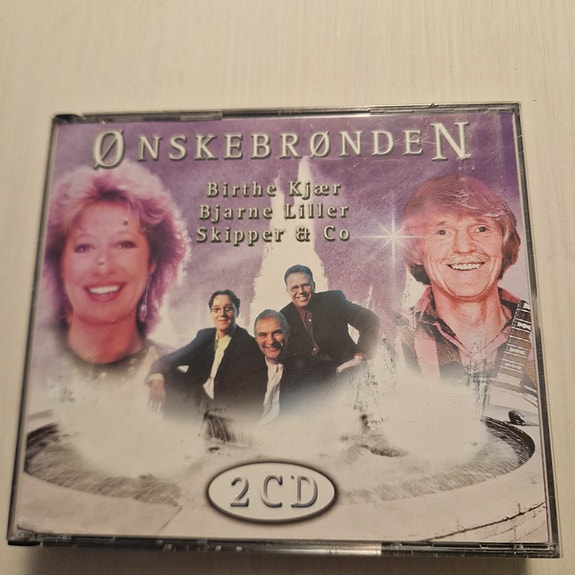 ØNSKEBRØNDEN
Birthe Kjær
Bjarne Liller
Skipper & Co
2CD